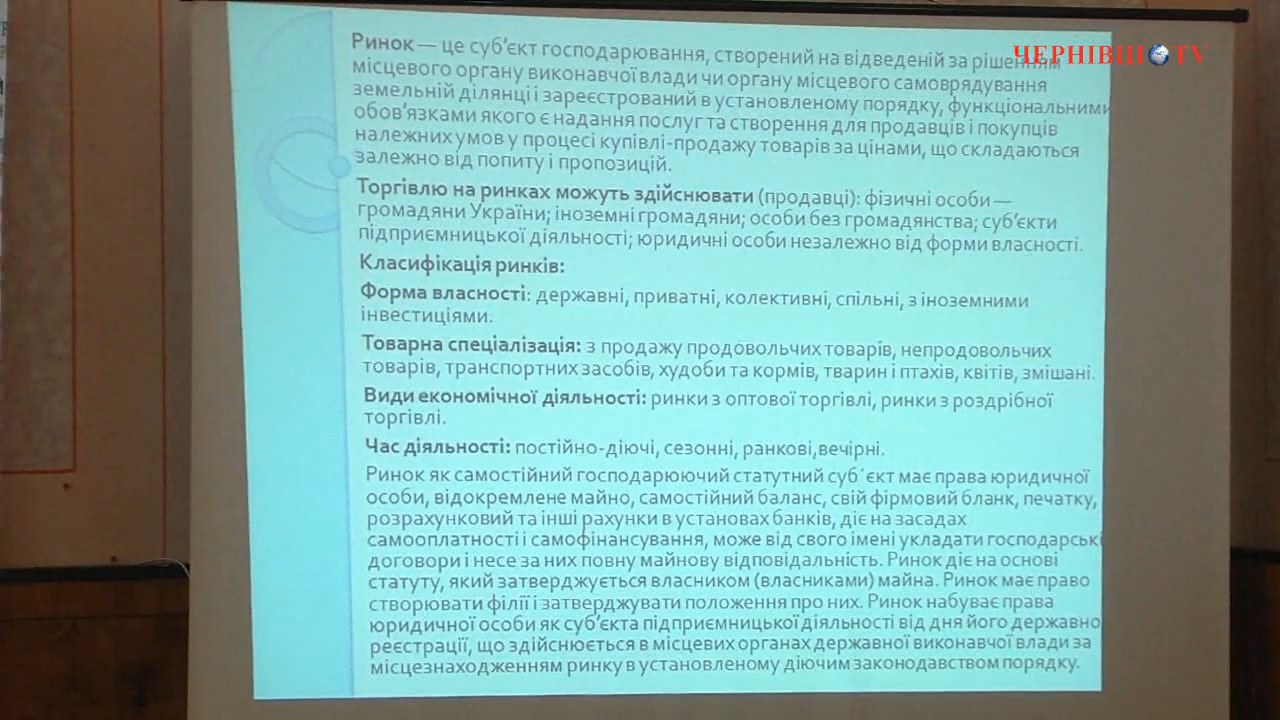 ЧЕРНІВЦІ TV
Ринок — це суб’єкт господарювання, створений на відведеній за рішенням
місцевого органу виконавчої влади чи органу місцевого самоврядування
земельній ділянці і зареєстрований в установленому порядку, функціональними
обов’язками якого є надання послуг та створення для продавців і покупців
належних умов у процесі купівлі-продажу товарів за цінами, що складаються
залежно від попиту і пропозицій.
Торгівлю на ринках можуть здійснювати (продавці): фізичні особи —
громадяни України; іноземні громадяни; особи без громадянства; суб’єкти
підприємницької діяльності; юридичні особи незалежно від форми власності.
Класифікація ринків:
Форма власності: державні, приватні, колективні, спільні, з іноземними
інвестиціями.
Товарна спеціалізація: з продажу продовольчих товарів, непродовольчих
товарів, транспортних засобів, худоби та кормів, тварин і птахів, квітів, змішані.
Види економічної діяльності: ринки з оптової торгівлі, ринки з роздрібної
торгівлі.
Час діяльності: постійно-діючі, сезонні, ранкові,вечірні.
Ринок як самостійний господарюючий статутний суб´єкт має права юридичної
особи, відокремлене майно, самостійний баланс, свій фірмовий бланк, печатку,
розрахунковий та інші рахунки в установах банків, діє на засадах
самооплатності і самофінансування, може від свого імені укладати господарські
договори і несе за них повну майнову відповідальність. Ринок діє на основі
статуту, який затверджується власником (власниками) майна. Ринок має право
створювати філії і затверджувати положення про них. Ринок набуває права
юридичної особи як суб’єкта підприємницької діяльності від дня його державно
реєстрації, що здійснюється в місцевих органах державної виконавчої влади за
місцезнаходженням ринку в установленому діючим законодавством порядку.